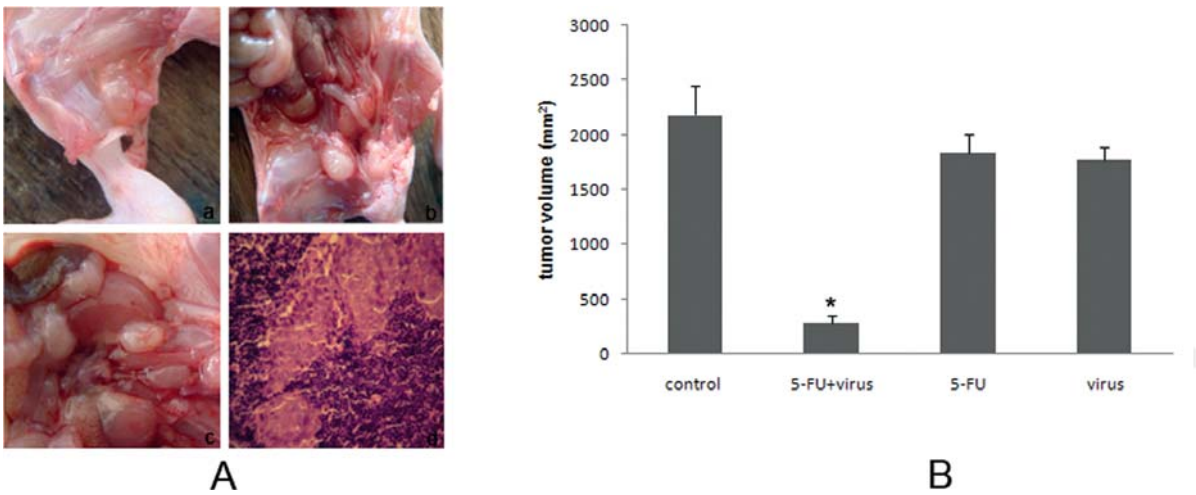 a
b
c
d
A
tumor volume (mm²)
3000
2500
2000
1500
1000
500
0
*
control
5-FU+virus
5-FU
virus
B